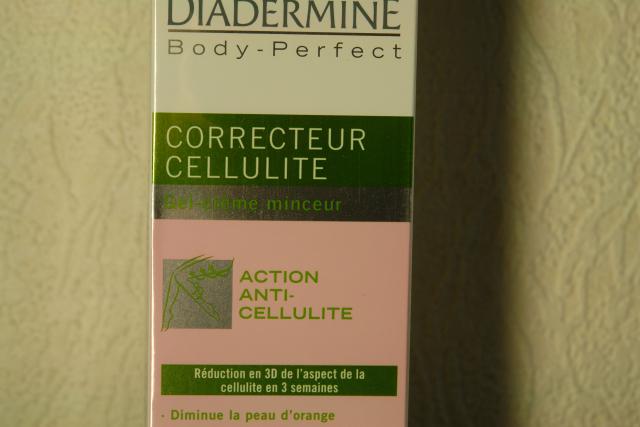 DIADERMINE
Body-Perfect
CORRECTEUR
CELLULITE
Gel-crème minceur
ACTION
ANTI-
CELLULITE
Réduction en 3D de l'aspect de la
cellulite en 3 semaines
· Diminue la peau d'orange